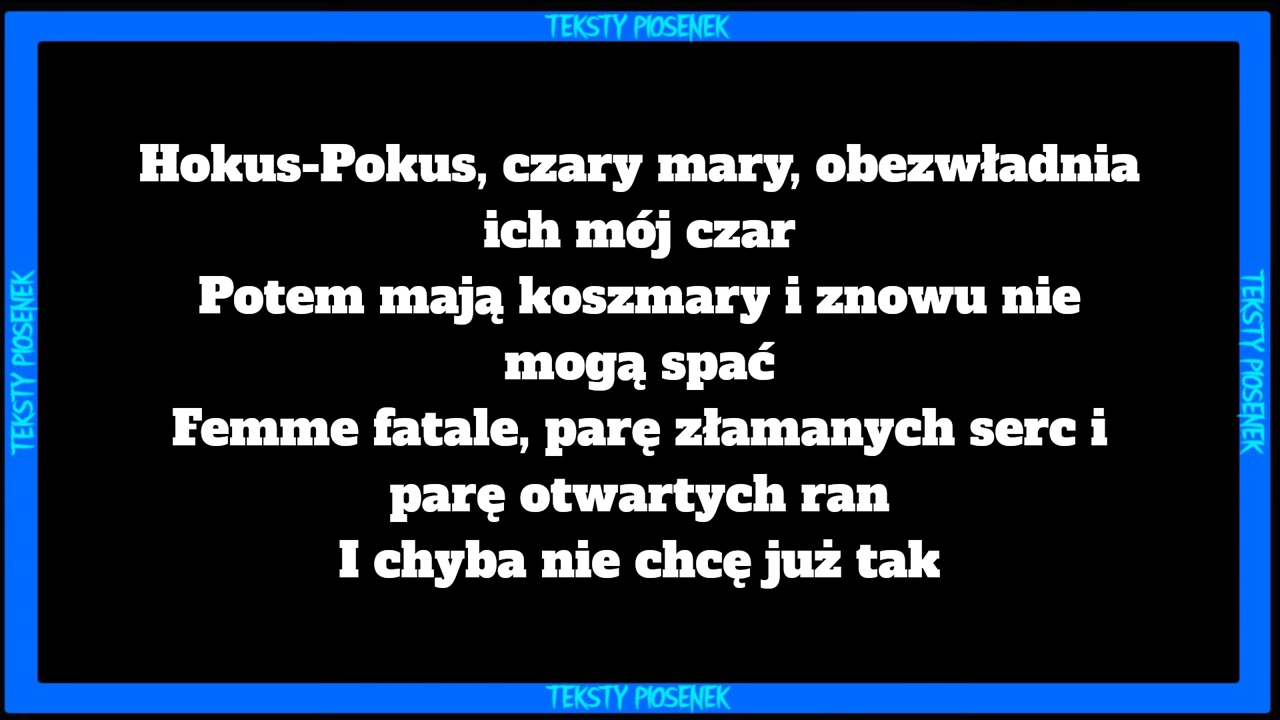 TEKSTY PIOSENEK
Hokus-Pokus, czary mary, obezwładnia
ich mój czar
Potem mają koszmary i znowu nie
mogą spać
Femme fatale, parę złamanych serc i
parę otwartych ran
I chyba nie chcę już tak
TEKSTY PIOSENEK
TEKSTY PIOSENEK
TEKSTY PIOSENEK